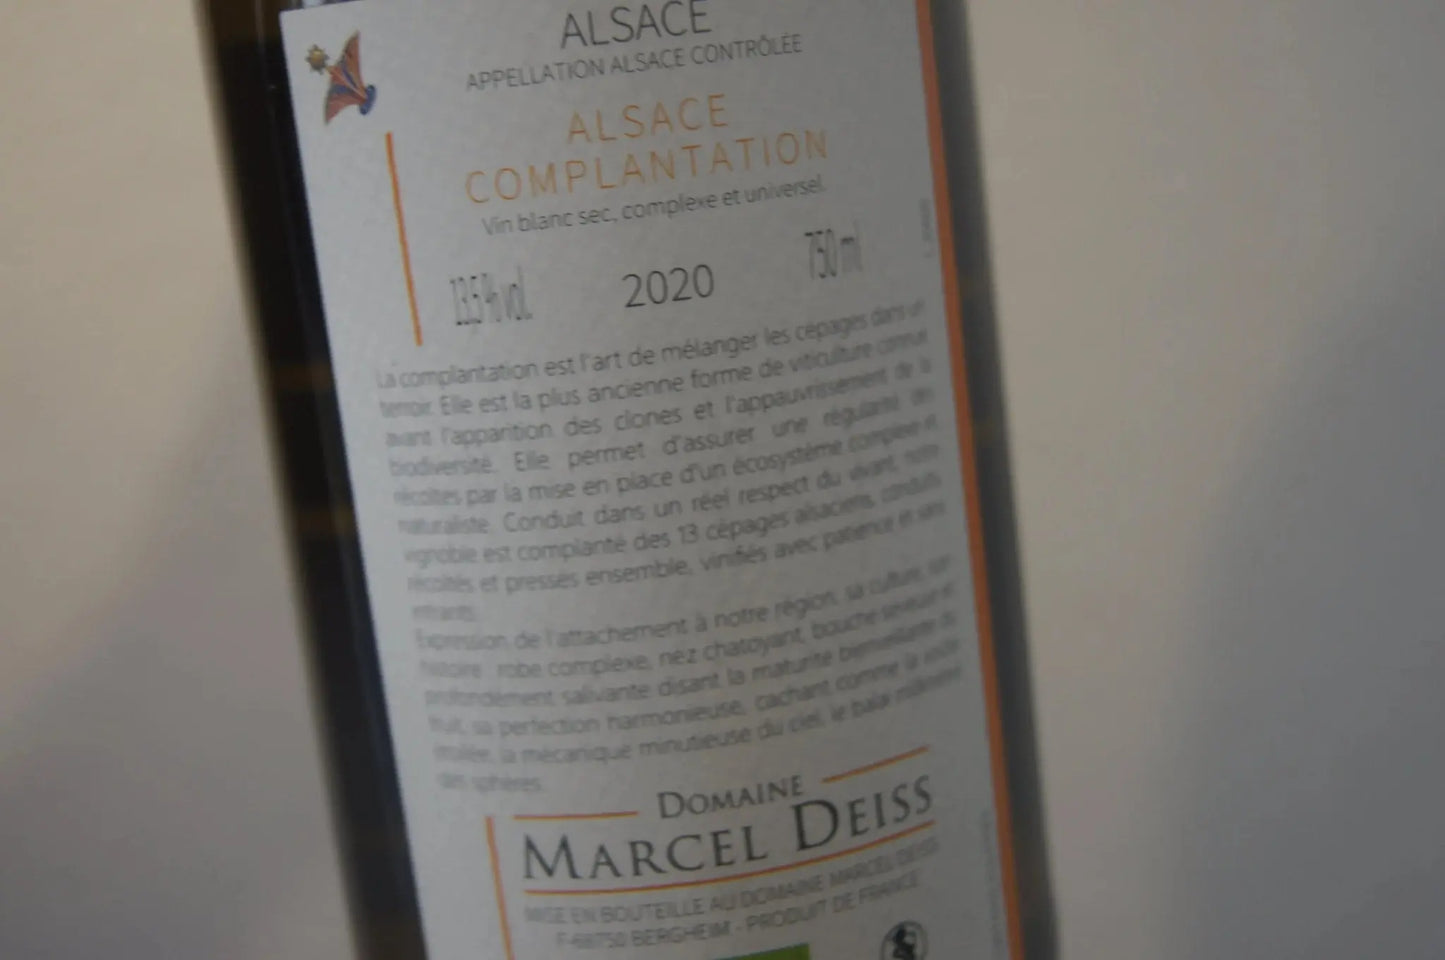 ALSACE
APPELLATION ALSACE CONTRÔLÉE
ALSACE
COMPLANTATION
Vin blanc sec, complexe et universel.
13,5 % vol.
2020
750 ml
La complantation est l'art de mélanger les cépages dans un
terroir. Elle est la plus ancienne forme de viticulture connue
avant l'apparition des clones et l'appauvrissement de la
biodiversité. Elle permet d'assurer une régularité des
récoltes par la mise en place d'un écosystème complexe et
naturaliste. Conduit dans un réel respect du vivant, notre
vignoble est complanté des 13 cépages alsaciens, conduits,
récoltés et pressés ensemble, vinifiés avec patience et sans
intrants.
Expression de l'attachement à notre région, sa culture, son
histoire : robe complexe, nez chatoyant, bouche savoureuse et
profondément salivante disant la maturité bienveillante du
fruit, sa perfection harmonieuse, cachant comme la voûte
étoilée, la mécanique minutieuse du ciel, le balai millénaire
des sphères.
DOMAINE
MARCEL DEISS
MISE EN BOUTEILLE AU DOMAINE MARCEL DEISS
F-68750 BERGHEIM - PRODUIT DE FRANCE